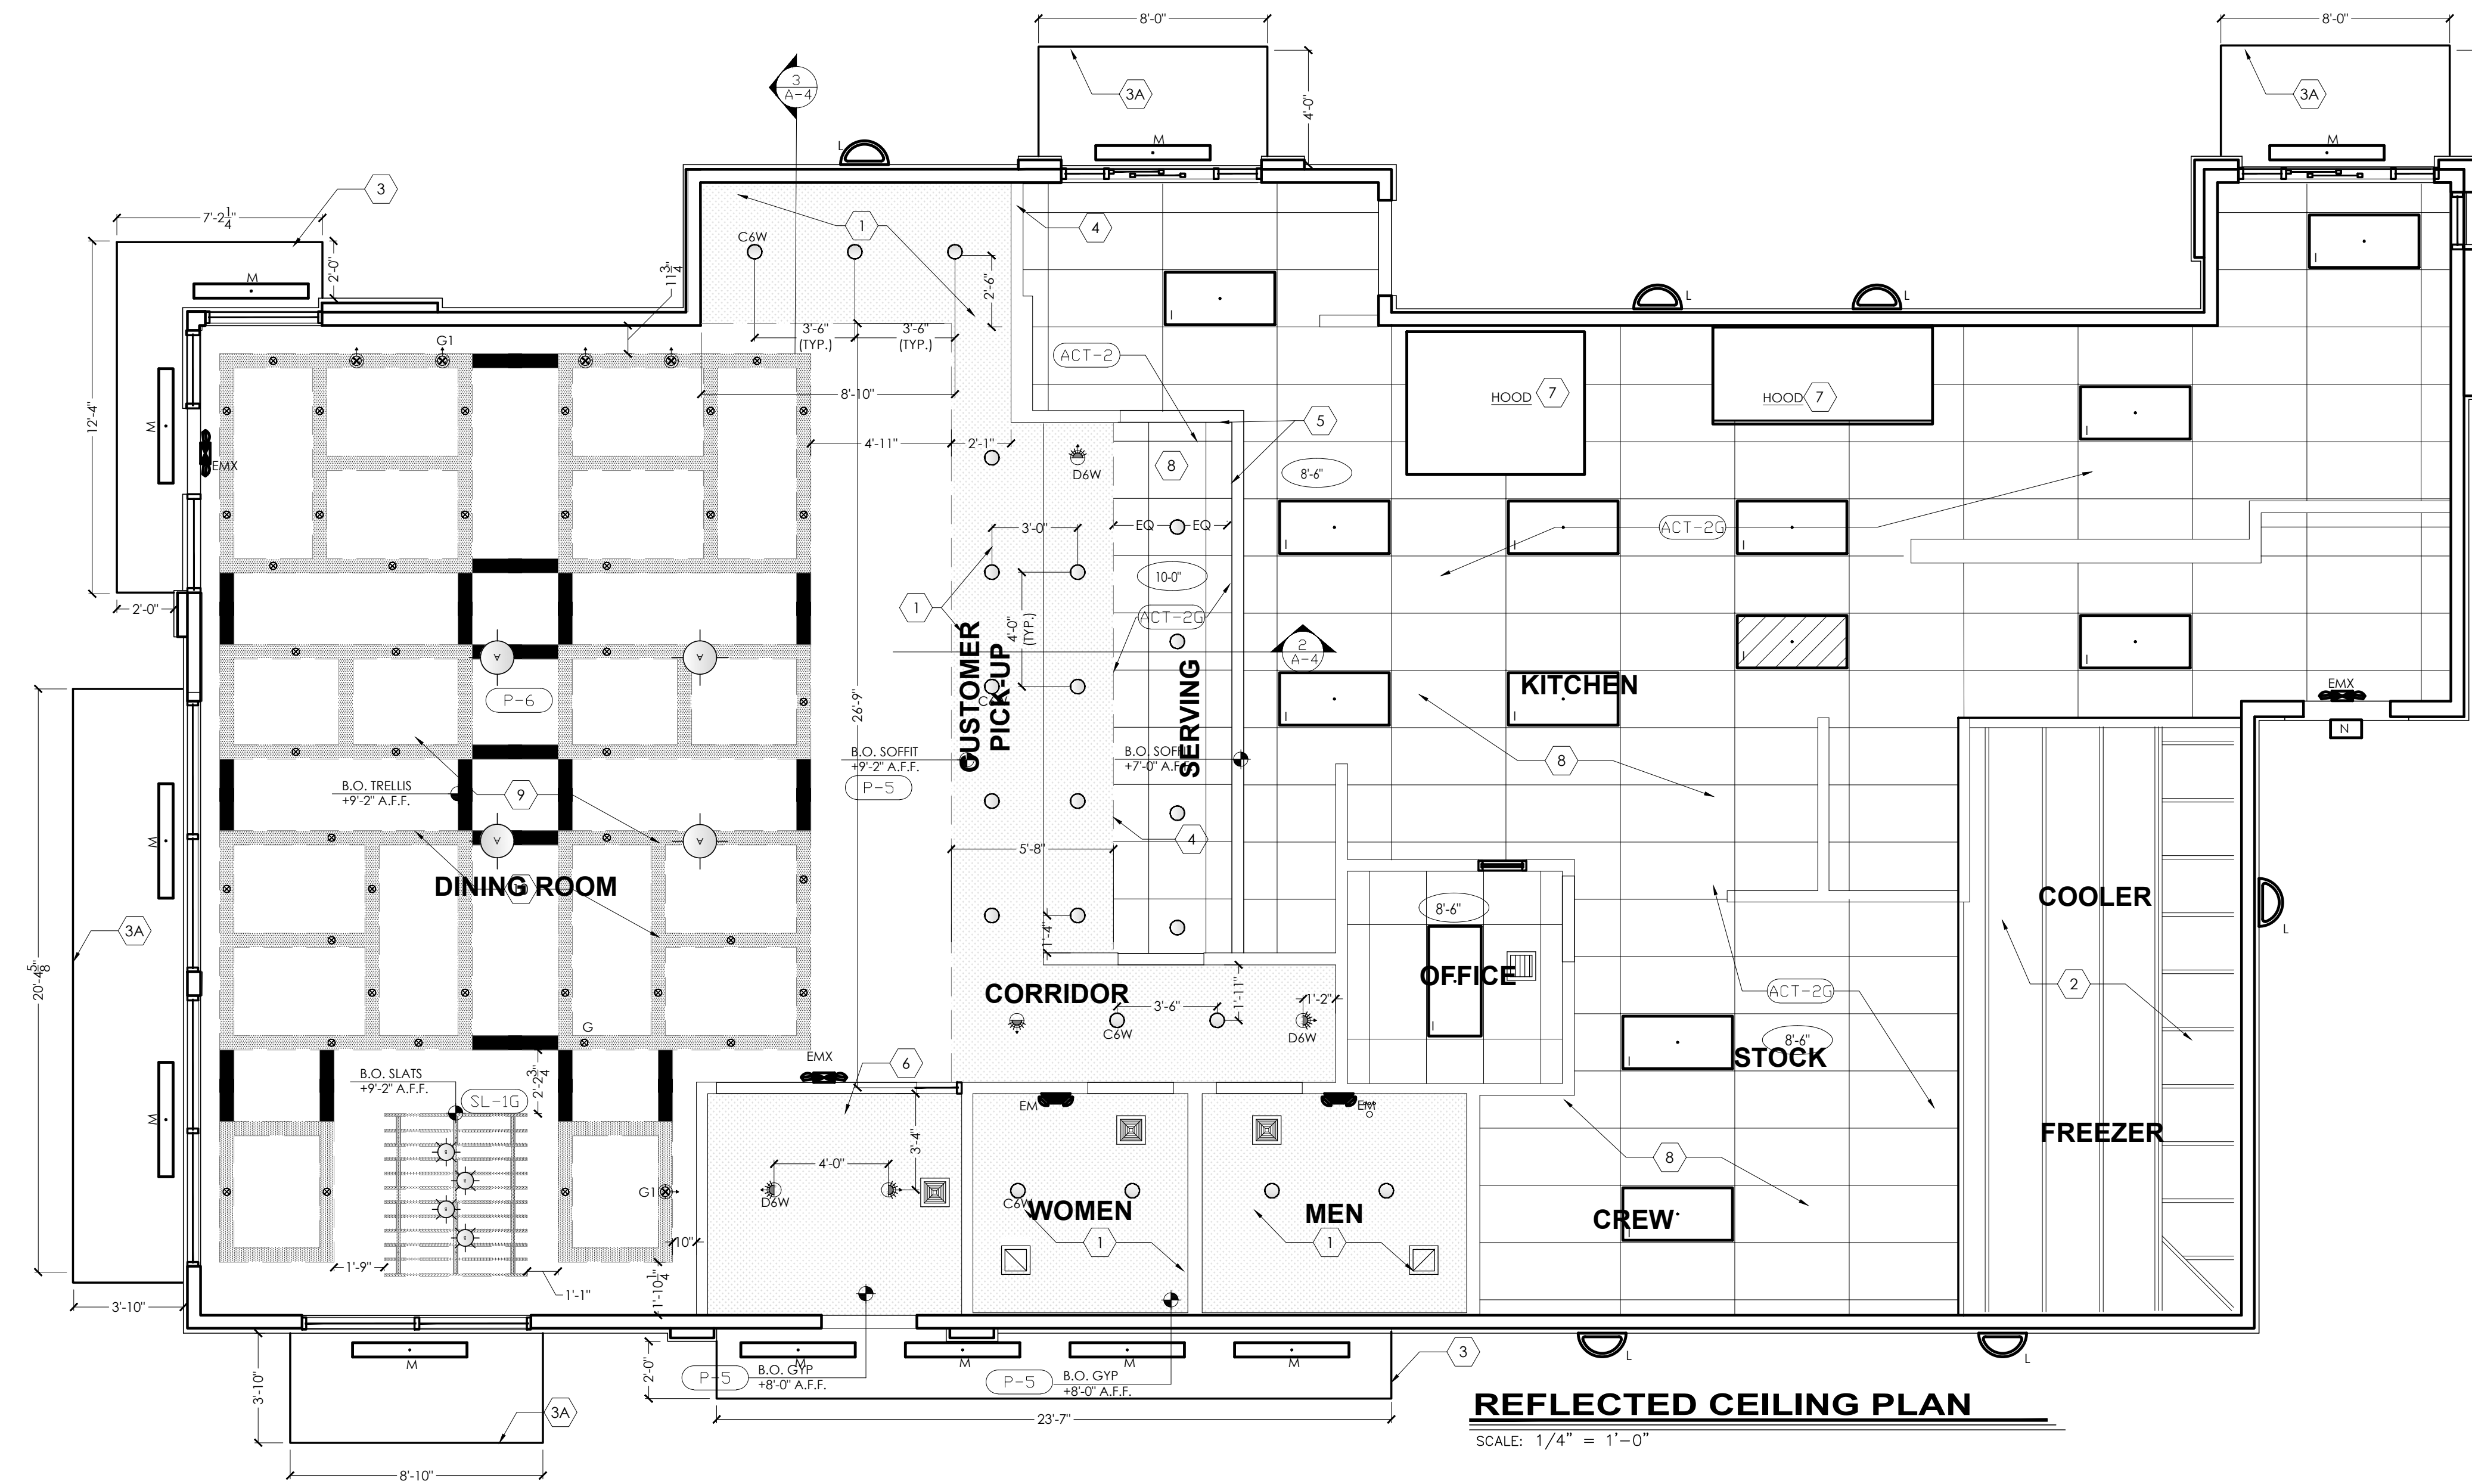 8'-0"
8'-0"
3
A-4
3A
3A
4'-0"
M
M
L
3
7'-2 1/4"
1
4
C6W
12'-4"
2'-0"
M
11 3/4"
2'-6"
L
L
I
I
G1
3'-6"
(TYP.)
3'-6"
(TYP.)
ACT-2
8'-10"
HOOD
7
HOOD
7
M
EMX
4'-11"
2'-1"
5
I
D6W
8
8'-6"
3'-0"
EQ
EQ
ACT-2G
I
I
I
10-0"
2'-0"
1
4'-0"
(TYP.)
ACT-2G
2
A-4
A
A
I
I
P-6
CUSTOMER
PICK-UP
SERVING
KITCHEN
I
I
EMX
26'-9"
N
B.O. SOFFIT
+9'-2" A.F.F.
P-5
+7'-0" A.F.F.
8
B.O. TRELLIS
+9'-2" A.F.F.
9
A
A
M
4
5'-8"
DINING ROOM
8'-6"
COOLER
3A
1'-4"
L
20'-4 5/8"
OFFICE
CORRIDOR
3'-6"
1'-11"
1'-2"
ACT-2G
2
C6W
D6W
I
G
8'-6"
STOCK
I
EMX
6
B.O. SLATS
+9'-2" A.F.F.
2'-2 3/4"
SL-1G
EM
EM
M
FREEZER
3'-4"
4'-0"
8
G1
D6W
C6W
WOMEN
MEN
CREW
I
1
1
10"
1'-9"
1'-1"
1'-10 1/4"
3'-10"
M
M
M
M
M
L
L
3'-10"
2'-0"
P-5
B.O. GYP
+8'-0" A.F.F.
P-5
B.O. GYP
+8'-0" A.F.F.
3
3A
23'-7"
8'-10"
REFLECTED CEILING PLAN
SCALE: 1/4" = 1'-0"